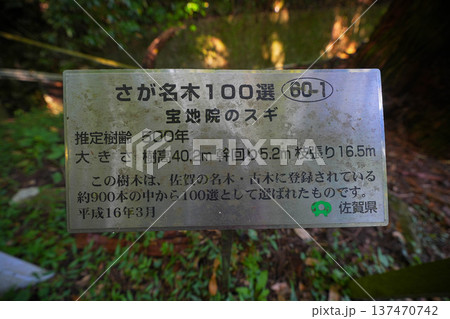 さが名木100選 60-1
宝地院のスギ
推定樹齢 600年
大きさ 樹高40.2m 幹回り5.2m 枝張り16.5m
この樹木は、佐賀の名木・古木に登録されている
約900本の中から100選として選ばれたものです。
平成16年3月 佐賀県
137470742